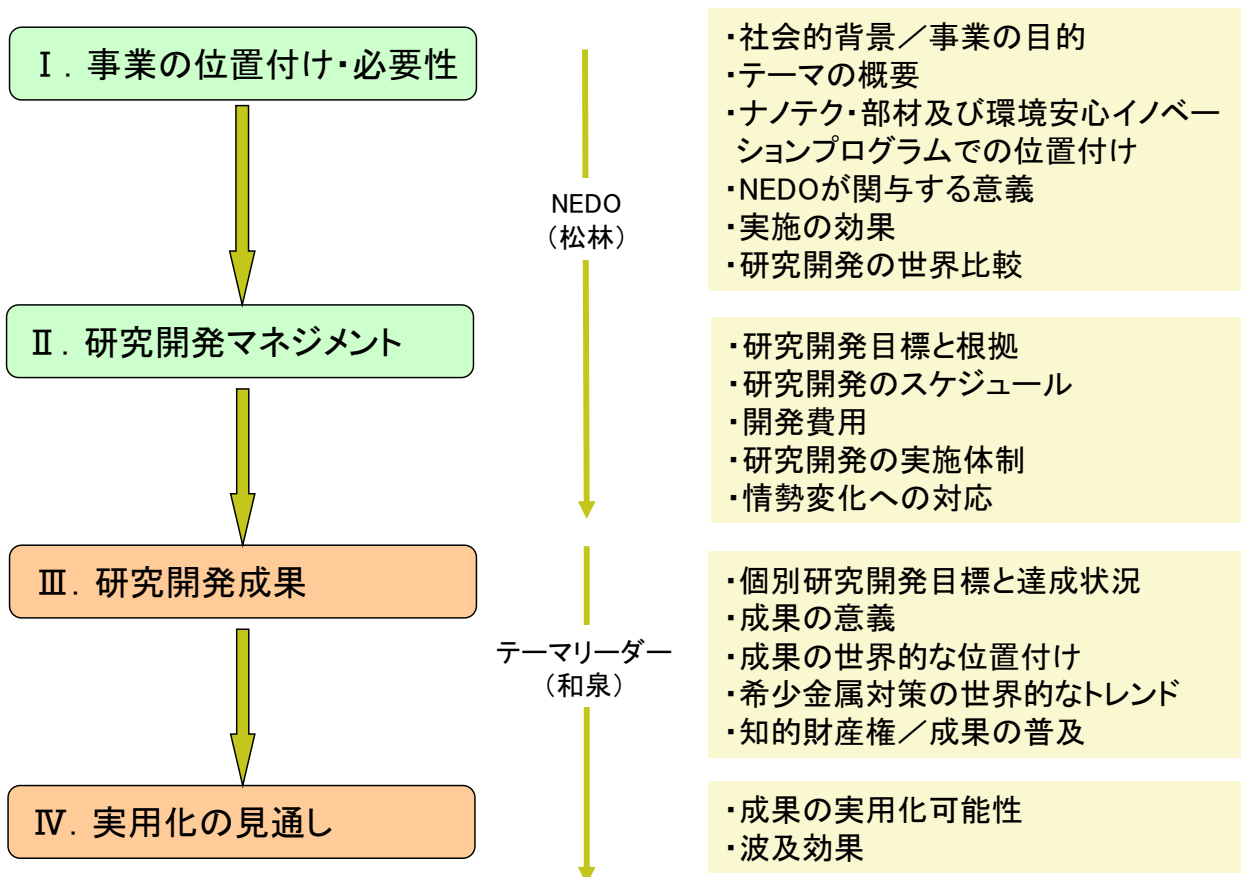 Ⅰ．事業の位置付け・必要性
・社会的背景／事業の目的
・テーマの概要
・ナノテク・部材及び環境安心イノベー
ションプログラムでの位置付け
・NEDOが関与する意義
・実施の効果
・研究開発の世界比較
NEDO
（松林）
Ⅱ．研究開発マネジメント
・研究開発目標と根拠
・研究開発のスケジュール
・開発費用
・研究開発の実施体制
・情勢変化への対応
Ⅲ．研究開発成果
・個別研究開発目標と達成状況
・成果の意義
・成果の世界的な位置付け
・希少金属対策の世界的なトレンド
・知的財産権／成果の普及
テーマリーダー
（和泉）
Ⅳ．実用化の見通し
・成果の実用化可能性
・波及効果